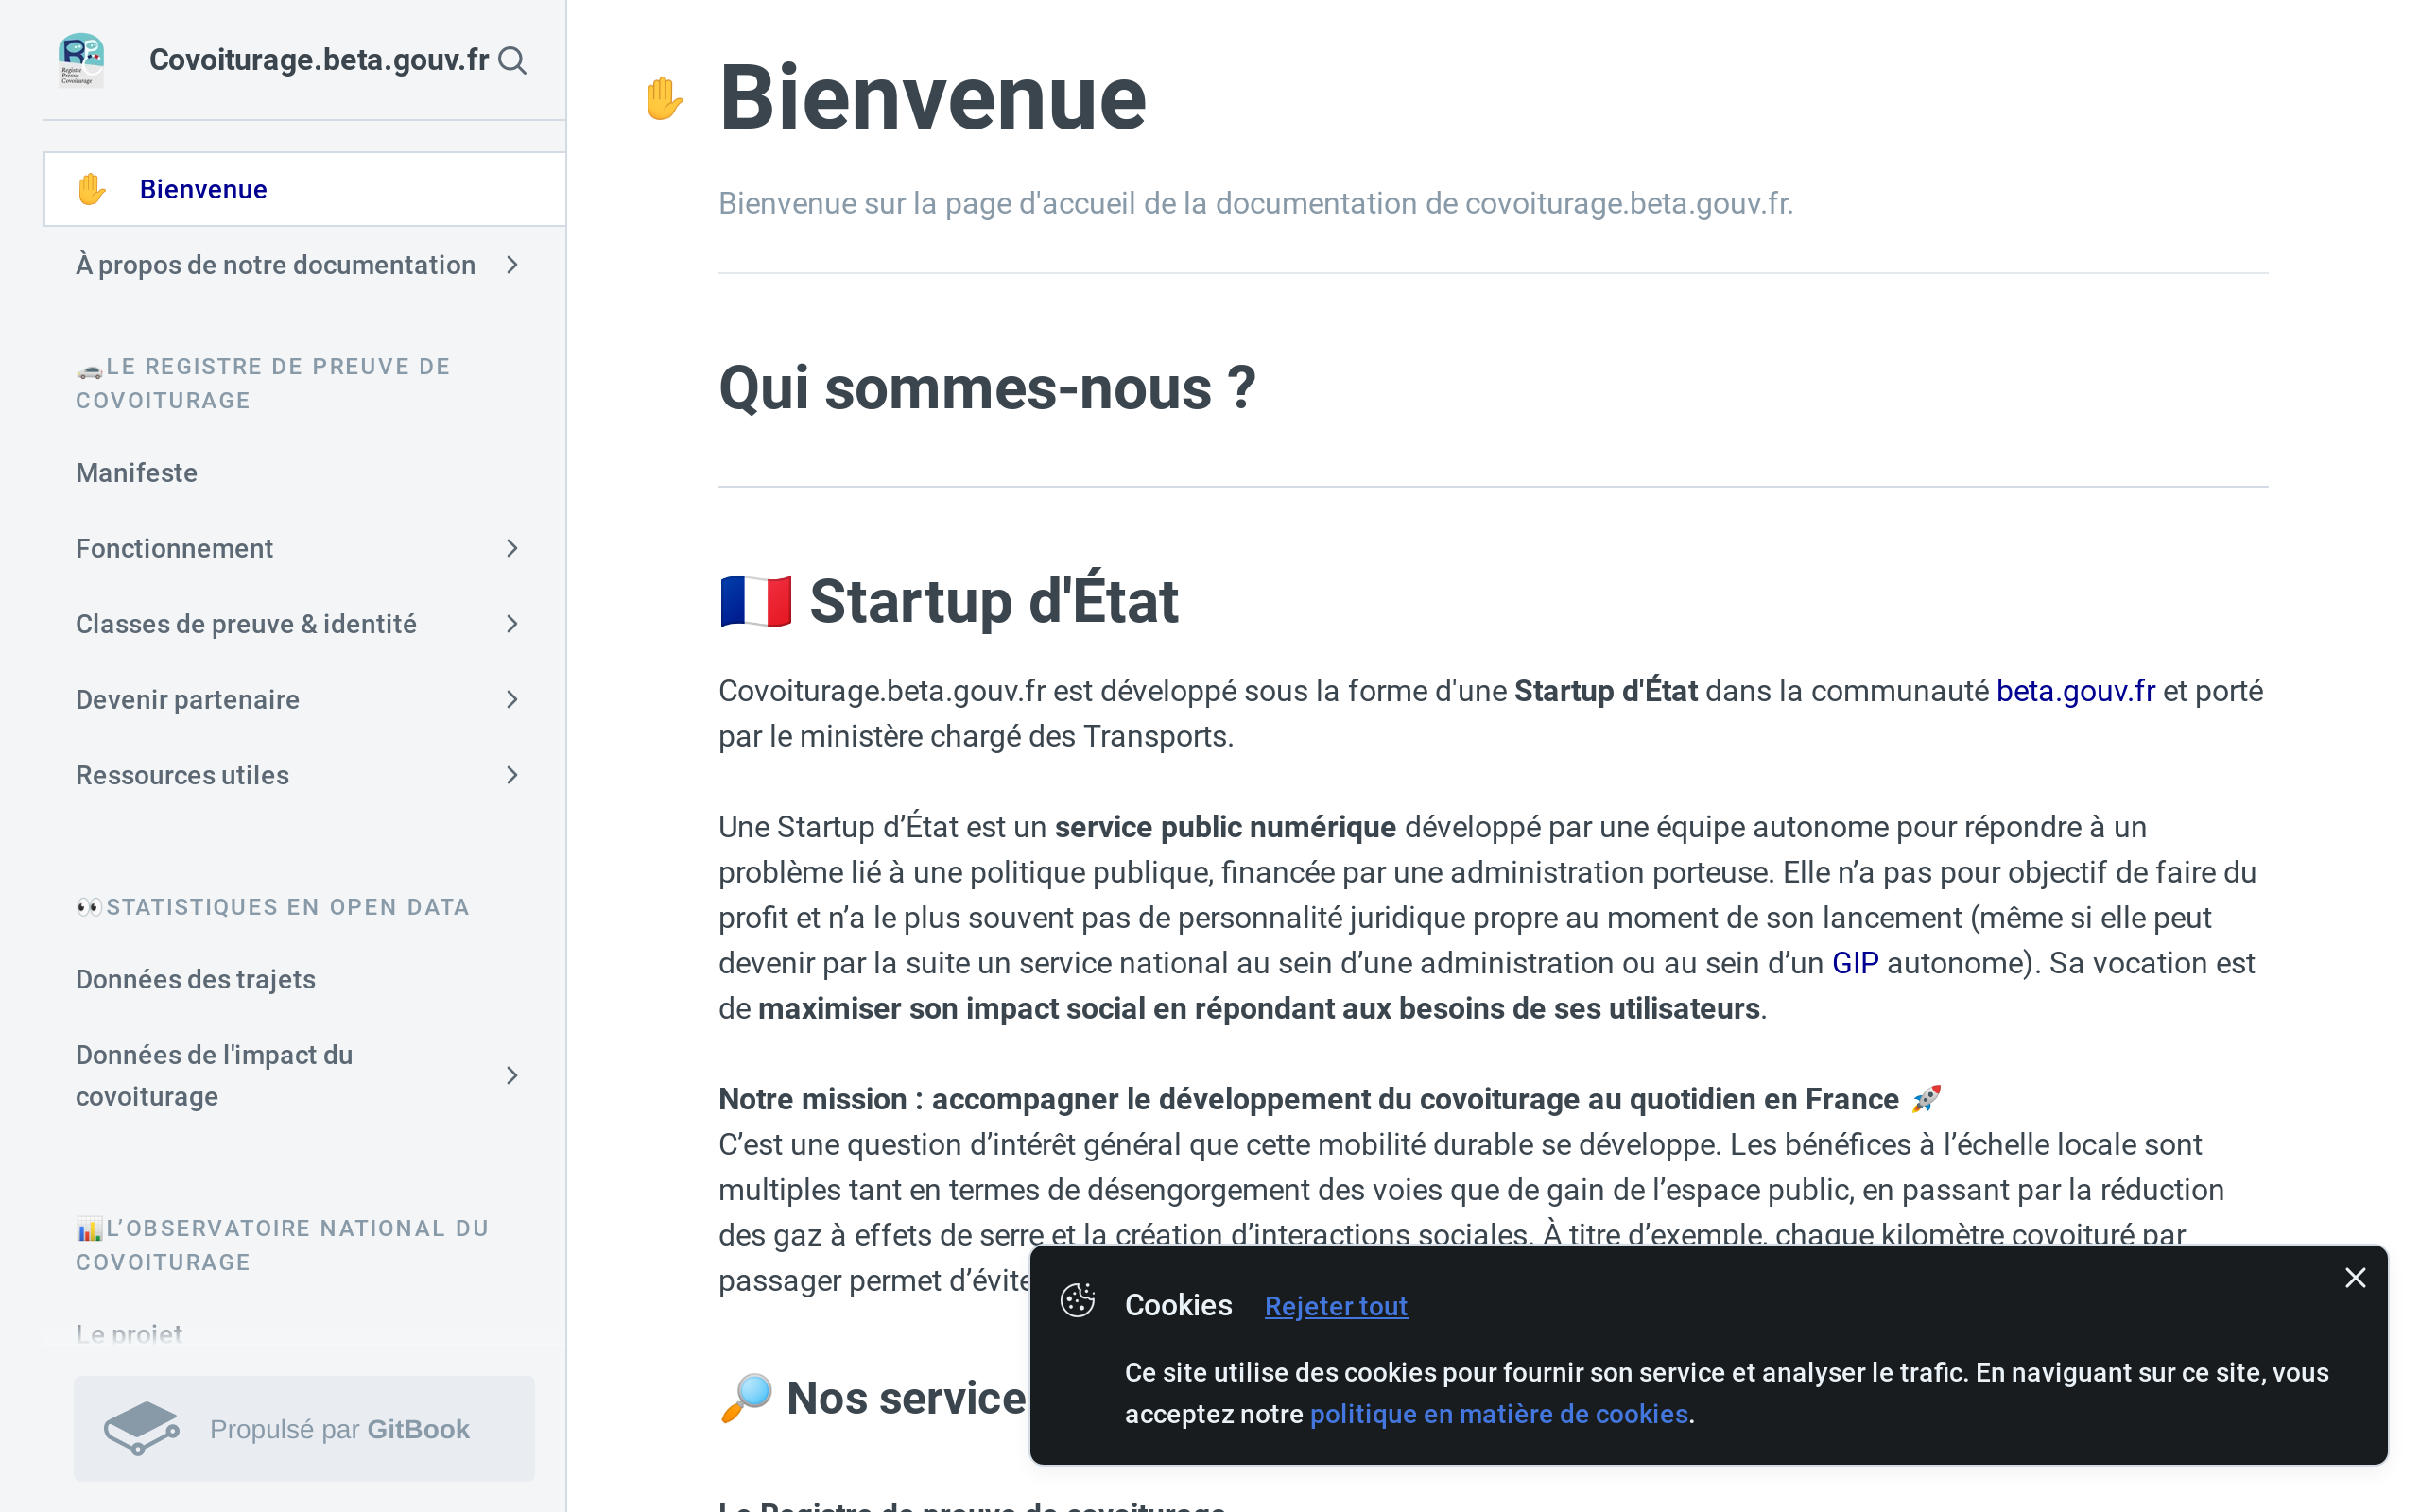 Covoiturage.beta.gouv.fr
Bienvenue
À propos de notre documentation
LE REGISTRE DE PREUVE DE
COVOITURAGE
Manifeste
Fonctionnement
Classes de preuve & identité
Devenir partenaire
Ressources utiles
STATISTIQUES EN OPEN DATA
Données des trajets
Données de l'impact du
covoiturage
L’OBSERVATOIRE NATIONAL DU
COVOITURAGE
Le projet
Propulsé par GitBook
Bienvenue
Bienvenue sur la page d'accueil de la documentation de covoiturage.beta.gouv.fr.
Qui sommes-nous ?
Startup d'État
Covoiturage.beta.gouv.fr est développé sous la forme d'une Startup d'État dans la communauté beta.gouv.fr et porté
par le ministère chargé des Transports.
Une Startup d’État est un service public numérique développé par une équipe autonome pour répondre à un
problème lié à une politique publique, financée par une administration porteuse. Elle n’a pas pour objectif de faire du
profit et n’a le plus souvent pas de personnalité juridique propre au moment de son lancement (même si elle peut
devenir par la suite un service national au sein d’une administration ou au sein d’un GIP autonome). Sa vocation est
de maximiser son impact social en répondant aux besoins de ses utilisateurs.
Notre mission : accompagner le développement du covoiturage au quotidien en France
C’est une question d’intérêt général que cette mobilité durable se développe. Les bénéfices à l’échelle locale sont
multiples tant en termes de désengorgement des voies que de gain de l’espace public, en passant par la réduction
des gaz à effets de serre et la création d’interactions sociales. À titre d’exemple, chaque kilomètre covoituré par
passager permet
Nos services
Le Registre de preuve de covoiturage
Cookies Rejeter tout
Ce site utilise des cookies pour fournir son service et analyser le trafic. En naviguant sur ce site, vous
acceptez notre politique en matière de cookies.